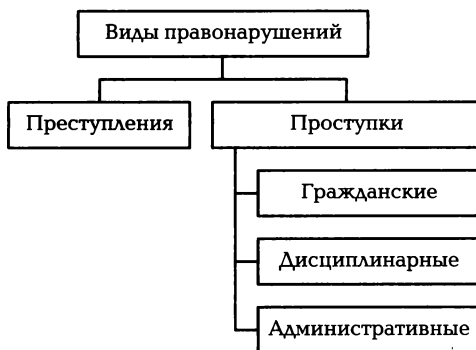 Виды правонарушений
Преступления
Проступки
Гражданские
Дисциплинарные
Административные